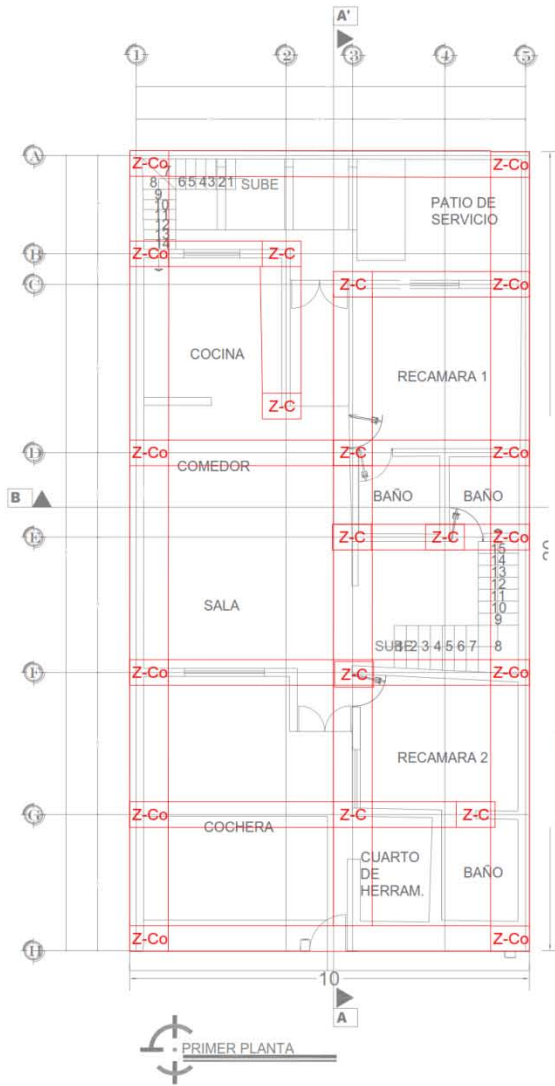 A'
1 2 3 4 5
A
Z-Co Z-Co
7
8 6 5 4 3 2 1 SUBE
9
10
11
12
13
14
PATIO DE
SERVICIO
B
Z-Co Z-C
C
Z-C Z-Co
COCINA
RECAMARA 1
Z-C
D
Z-Co Z-C Z-Co
COMEDOR
BAÑO BAÑO
B
E
Z-C Z-C Z-Co
15
14
13
12
11
10
9
SALA
SUBE 2 3 4 5 6 7 8
F
Z-Co Z-C Z-Co
RECAMARA 2
G
Z-Co Z-C Z-C
COCHERA
CUARTO
DE
HERRAM.
BAÑO
H
Z-Co Z-Co
10
A
PRIMER PLANTA